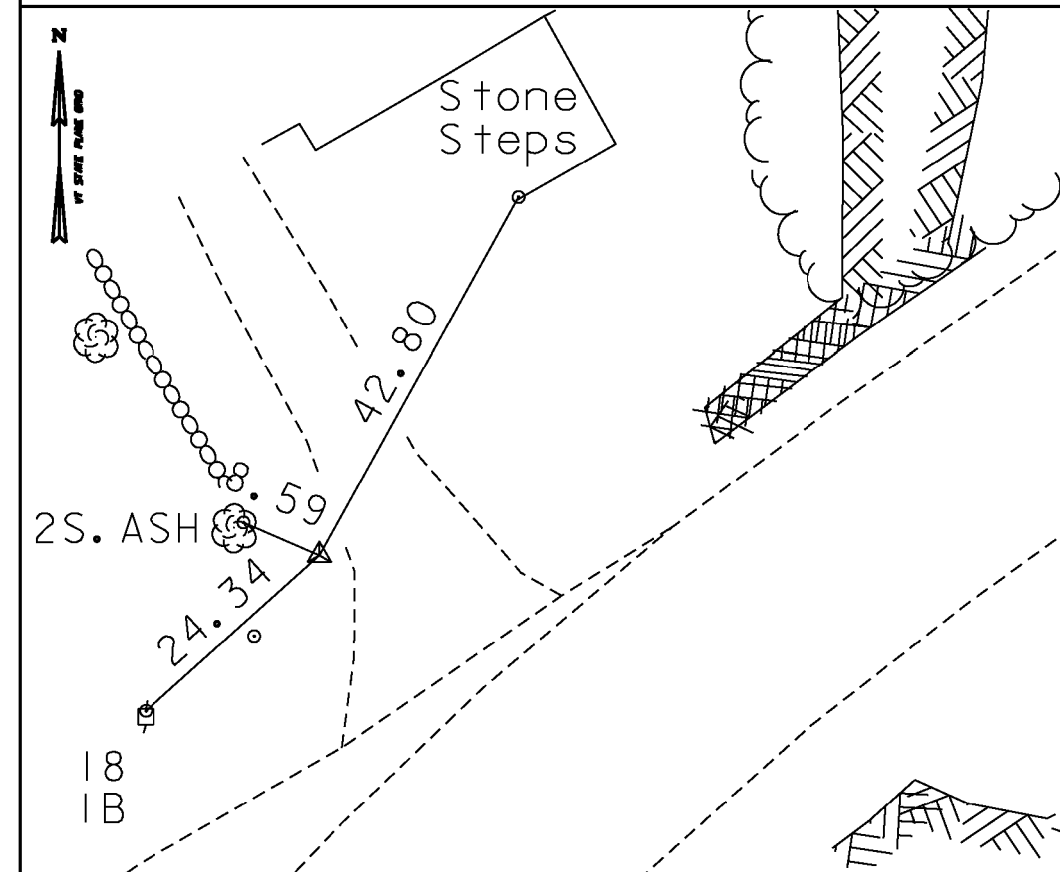 N
VT STATE PLANE GRID
Stone
Steps
42.80
. 59
2S. ASH
24.34
18
1B